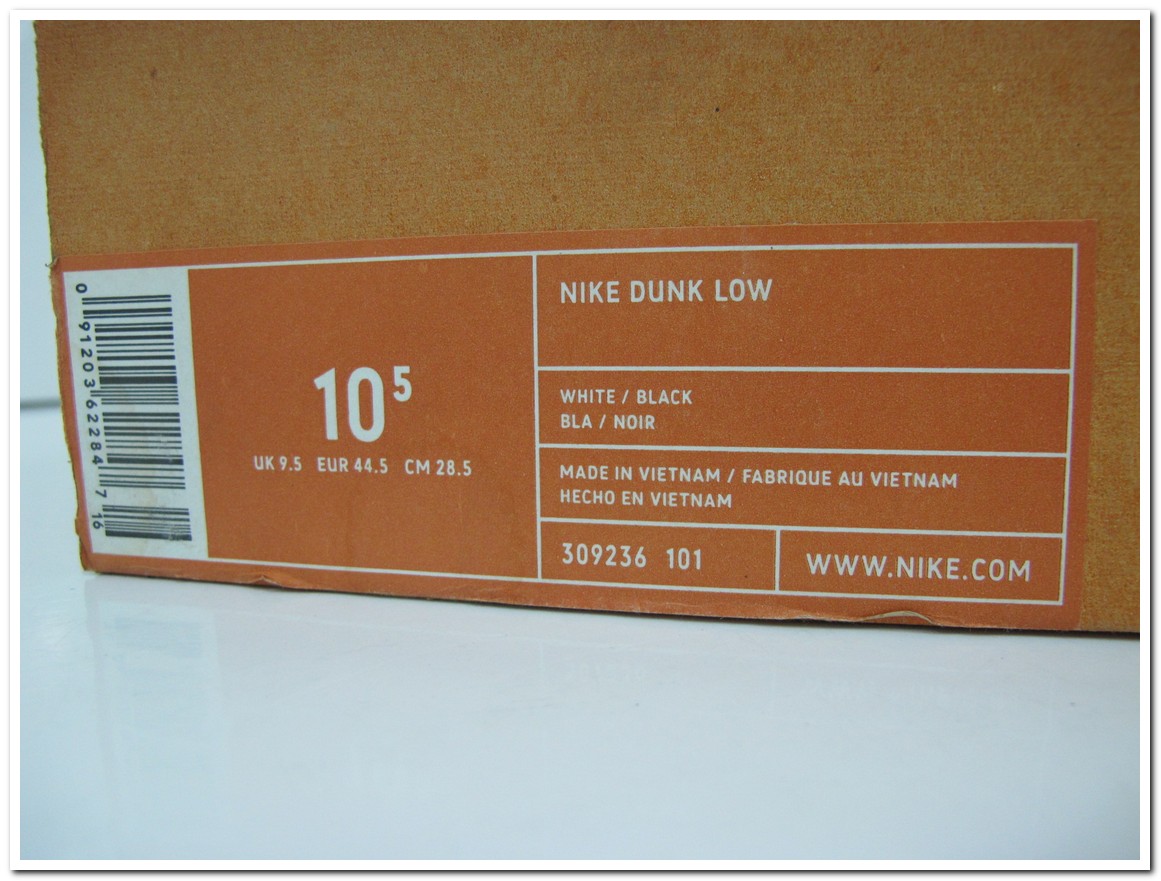 0 91203 62284 7 16
10⁵
UK 9.5 EUR 44.5 CM 28.5
NIKE DUNK LOW
WHITE / BLACK
BLA / NOIR
MADE IN VIETNAM / FABRIQUE AU VIETNAM
HECHO EN VIETNAM
309236 101
WWW.NIKE.COM